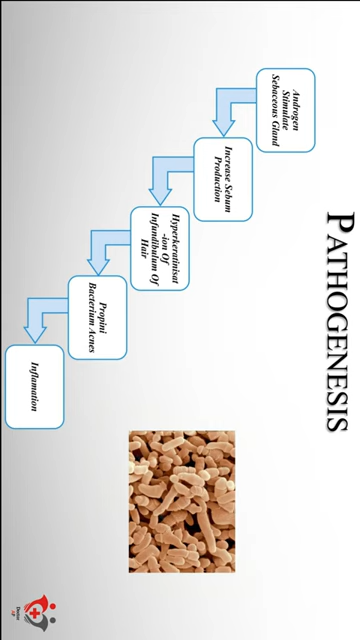 PATHOGENESIS
Androgen
Stimulate
Sebaceous Gland
Increase Sebum
Production
Hyperkeratinisat
-ion Of
Infundibulum Of
Hair
Propini
Bacterium Acnes
Inflamation